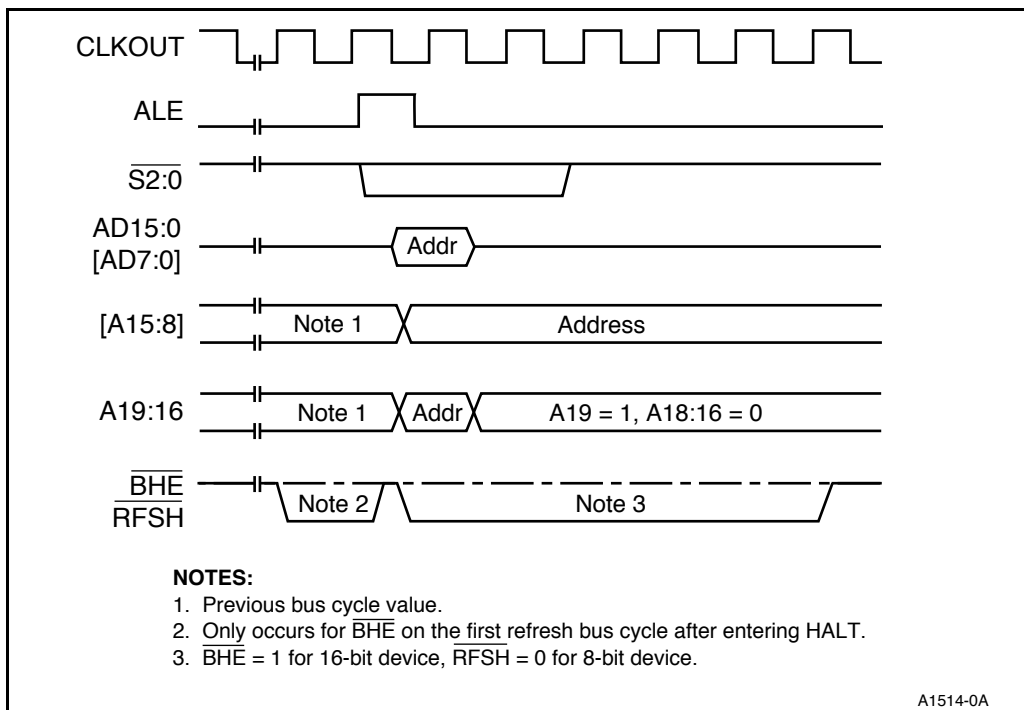 CLKOUT
ALE
S2:0
AD15:0
[AD7:0]
Addr
[A15:8]
Note 1
Address
A19:16
Note 1
Addr
A19 = 1, A18:16 = 0
BHE
RFSH
Note 2
Note 3
NOTES:
1. Previous bus cycle value.
2. Only occurs for BHE on the first refresh bus cycle after entering HALT.
3. BHE = 1 for 16-bit device, RFSH = 0 for 8-bit device.
A1514-0A